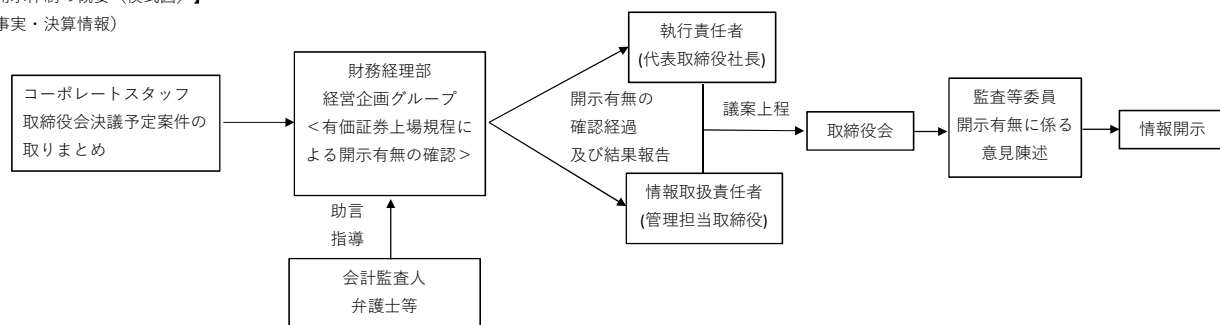 事実・決算情報）
コーポレートスタッフ
取締役会決議予定案件の
取りまとめ
財務経理部
経営企画グループ
＜有価証券上場規程に
よる開示有無の確認＞
助言
指導
会計監査人
弁護士等
執行責任者
(代表取締役社長)
開示有無の
確認経過
及び結果報告
情報取扱責任者
(管理担当取締役)
議案上程
取締役会
監査等委員
開示有無に係る
意見陳述
情報開示